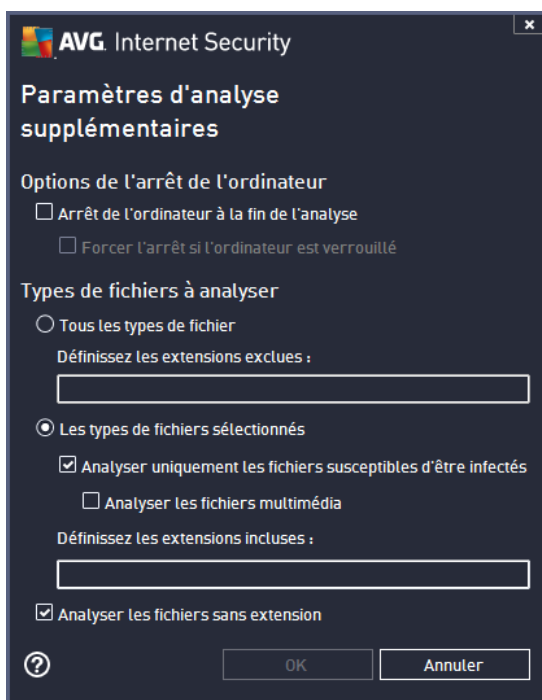 AVG. Internet Security
Paramètres d'analyse
supplémentaires
Options de l'arrêt de l'ordinateur
Arrêt de l'ordinateur à la fin de l'analyse
Forcer l'arrêt si l'ordinateur est verrouillé
Types de fichiers à analyser
Tous les types de fichier
Définissez les extensions exclues :
Les types de fichiers sélectionnés
Analyser uniquement les fichiers susceptibles d'être infectés
Analyser les fichiers multimédia
Définissez les extensions incluses :
Analyser les fichiers sans extension
OK
Annuler